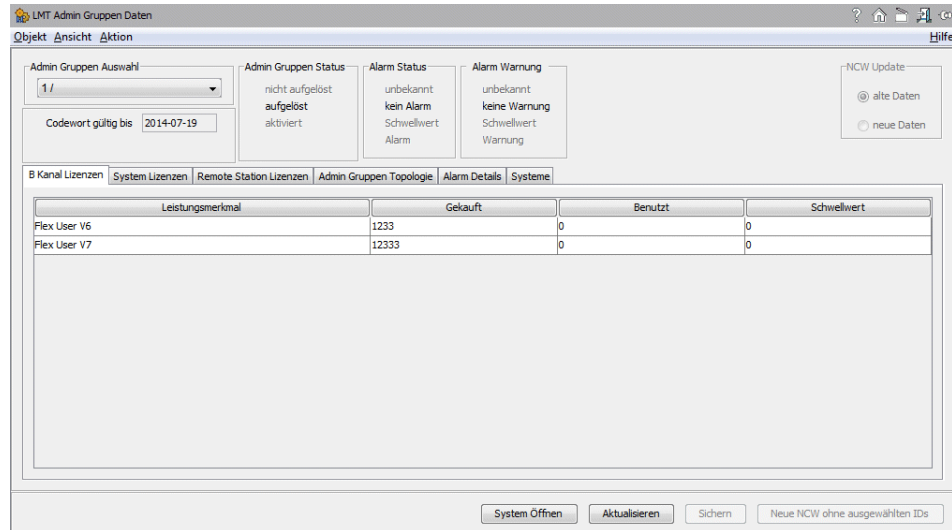 LMT Admin Gruppen Daten
Objekt Ansicht Aktion Hilfe
Admin Gruppen Auswahl
1 /
Codewort gültig bis 2014-07-19
Admin Gruppen Status
nicht aufgelöst
aufgelöst
aktiviert
Alarm Status
unbekannt
kein Alarm
Schwellwert
Alarm
Alarm Warnung
unbekannt
keine Warnung
Schwellwert
Warnung
NCW Update
alte Daten
neue Daten
B Kanal Lizenzen System Lizenzen Remote Station Lizenzen Admin Gruppen Topologie Alarm Details Systeme
Leistungsmerkmal Gekauft Benutzt Schwellwert
Flex User V6 1233 0 0
Flex User V7 12333 0 0
System Öffnen Aktualisieren Sichern Neue NCW ohne ausgewählten IDs